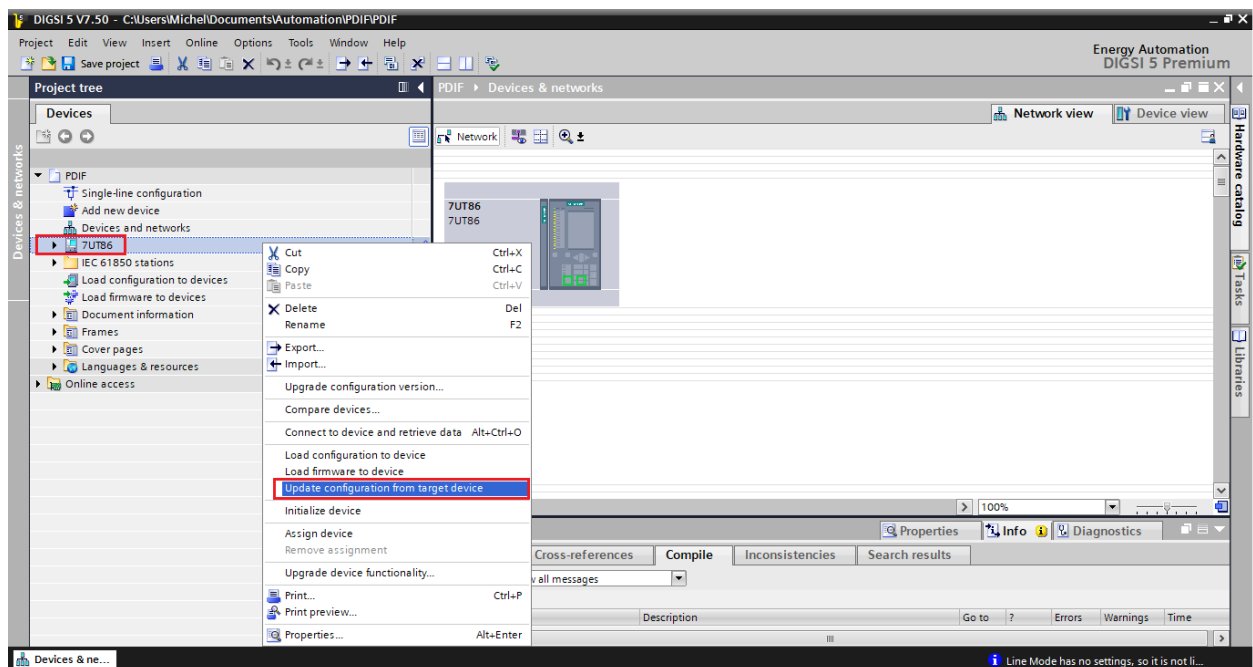 DIGSI 5 V7.50 - C:\Users\Michel\Documents\Automation\PDIF\PDIF
Project Edit View Insert Online Options Tools Window Help
Energy Automation
DIGSI 5 Premium
Save project
Project tree
PDIF Devices & networks
Devices
Network view
Device view
Network
Devices & networks
PDIF
Single-line configuration
Add new device
Devices and networks
7UT86
IEC 61850 stations
Load configuration to devices
Load firmware to devices
Document information
Frames
Cover pages
Languages & resources
Online access
7UT86
7UT86
Cut Ctrl+X
Copy Ctrl+C
Paste Ctrl+V
Delete Del
Rename F2
Export...
Import...
Upgrade configuration version...
Compare devices...
Connect to device and retrieve data Alt+Ctrl+O
Load configuration to device
Load firmware to device
Update configuration from target device
Initialize device
Assign device
Remove assignment
Upgrade device functionality...
Print... Ctrl+P
Print preview...
Properties... Alt+Enter
100%
Properties
Info
Diagnostics
Cross-references
Compile
Inconsistencies
Search results
all messages
Description
Go to ? Errors Warnings Time
Hardware catalog
Tasks
Libraries
Devices & ne...
Line Mode has no settings, so it is not li...